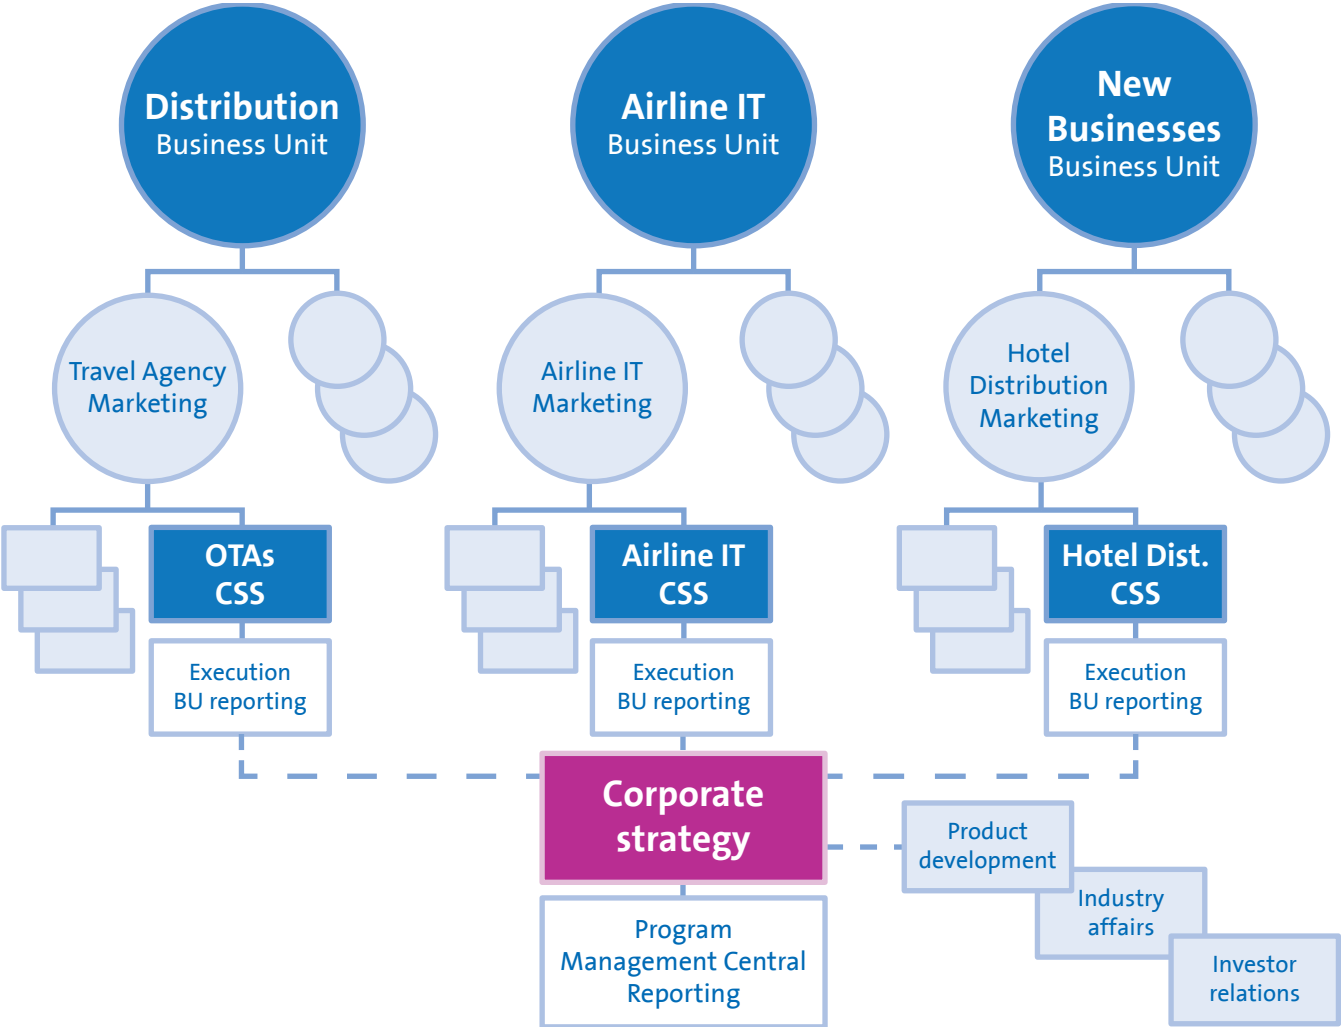 Distribution
Business Unit
Airline IT
Business Unit
New
Businesses
Business Unit
Travel Agency
Marketing
Airline IT
Marketing
Hotel
Distribution
Marketing
OTAs
CSS
Airline IT
CSS
Hotel Dist.
CSS
Execution
BU reporting
Execution
BU reporting
Execution
BU reporting
Corporate
strategy
Product
development
Industry
affairs
Investor
relations
Program
Management Central
Reporting